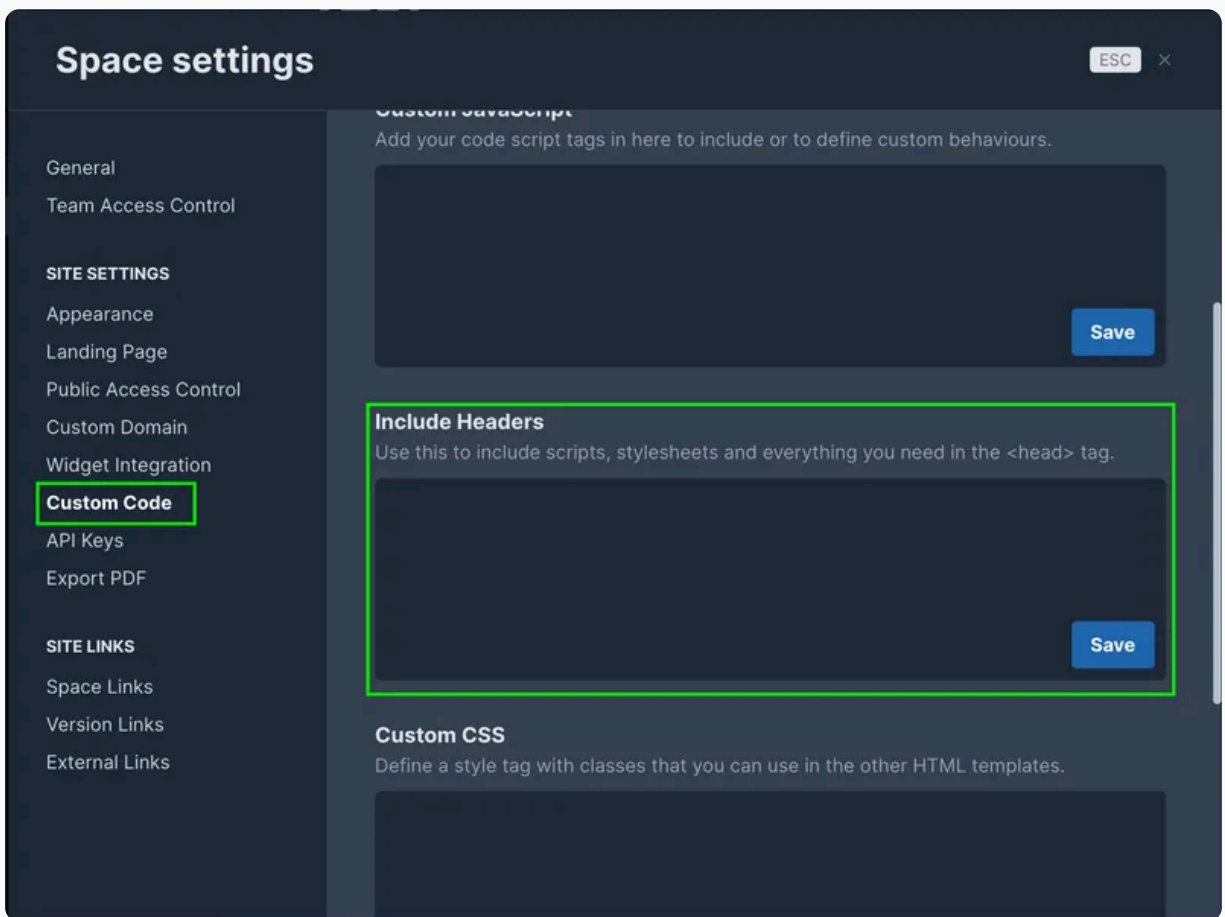 Space settings
ESC ×
General
Team Access Control
SITE SETTINGS
Appearance
Landing Page
Public Access Control
Custom Domain
Widget Integration
Custom Code
API Keys
Export PDF
SITE LINKS
Space Links
Version Links
External Links
Custom JavaScript
Add your code script tags in here to include or to define custom behaviours.
Save
Include Headers
Use this to include scripts, stylesheets and everything you need in the <head> tag.
Save
Custom CSS
Define a style tag with classes that you can use in the other HTML templates.